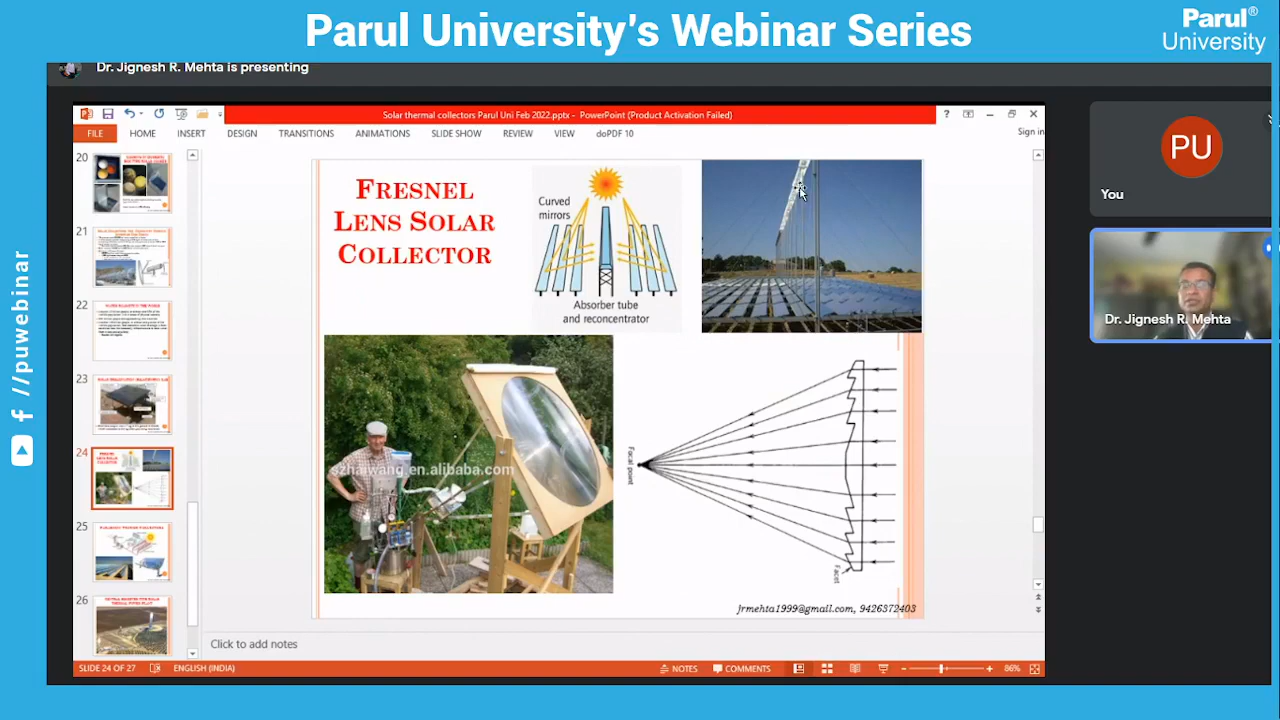 Parul University's Webinar Series
Parul®
University
Dr. Jignesh R. Mehta is presenting
Solar thermal collectors Parul Uni Feb 2022.pptx - PowerPoint (Product Activation Failed)
FILE HOME INSERT DESIGN TRANSITIONS ANIMATIONS SLIDE SHOW REVIEW VIEW doPDF 10
Sign in
20
21
22
23
24
25
26
FRESNEL
LENS SOLAR
COLLECTOR
Curved
mirrors
Absorber tube
and reconcentrator
szhaiwang.en.alibaba.com
Focal point
Facet
jrmehta1999@gmail.com, 9426372403
Click to add notes
SLIDE 24 OF 27 ENGLISH (INDIA) NOTES COMMENTS 86%
PU
You
Dr. Jignesh R. Mehta
//puwebinar